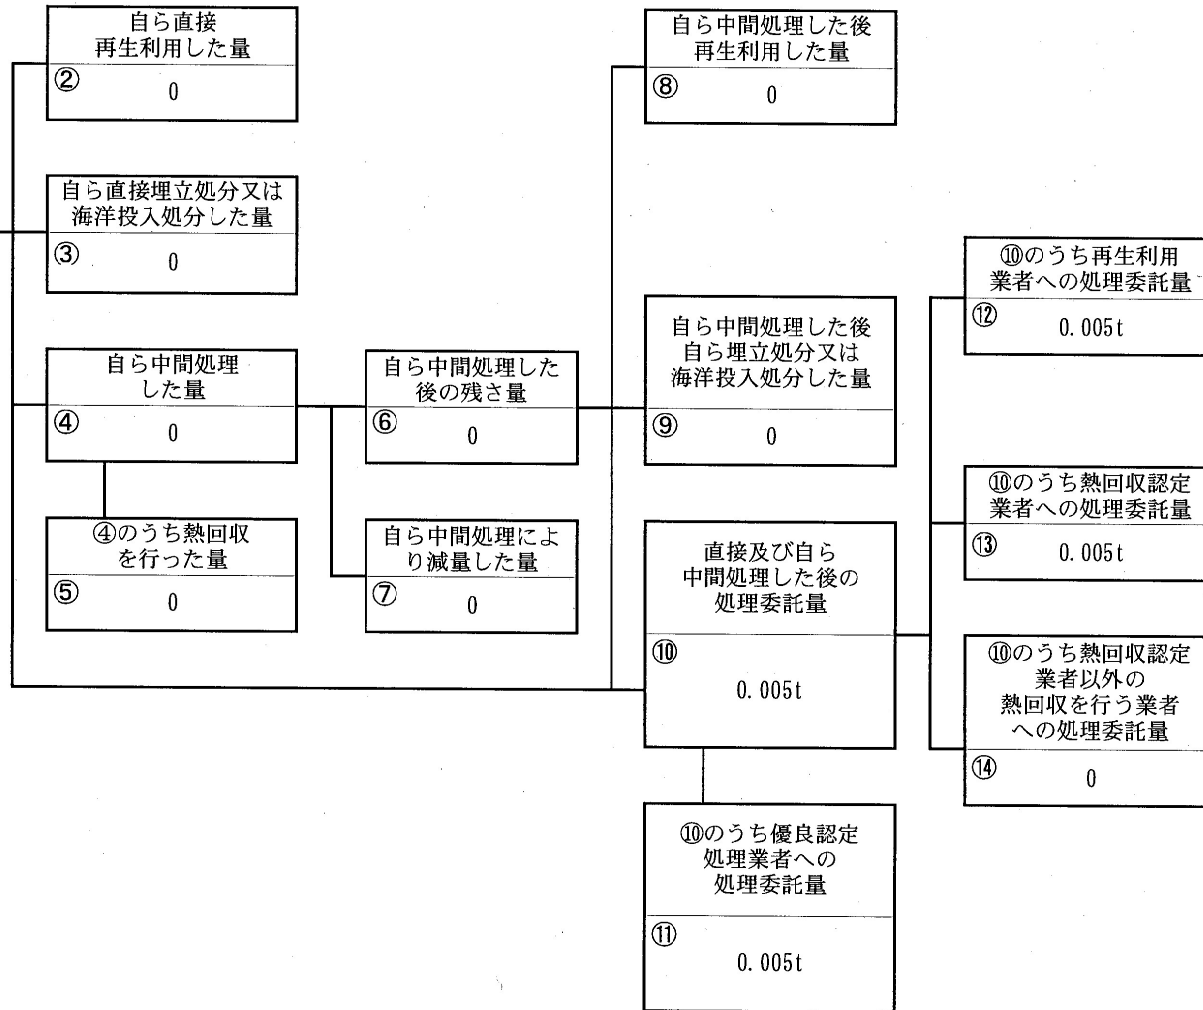 自ら直接
再生利用した量
②
0
自ら直接埋立処分又は
海洋投入処分した量
③
0
自ら中間処理
した量
④
0
④のうち熱回収
を行った量
⑤
0
自ら中間処理した
後の残さ量
⑥
0
自ら中間処理によ
り減量した量
⑦
0
自ら中間処理した後
再生利用した量
⑧
0
自ら中間処理した後
自ら埋立処分又は
海洋投入処分した量
⑨
0
直接及び自ら
中間処理した後の
処理委託量
⑩
0.005t
⑩のうち優良認定
処理業者への
処理委託量
⑪
0.005t
⑩のうち再生利用
業者への処理委託量
⑫
0.005t
⑩のうち熱回収認定
業者への処理委託量
⑬
0.005t
⑩のうち熱回収認定
業者以外の
熱回収を行う業者
への処理委託量
⑭
0